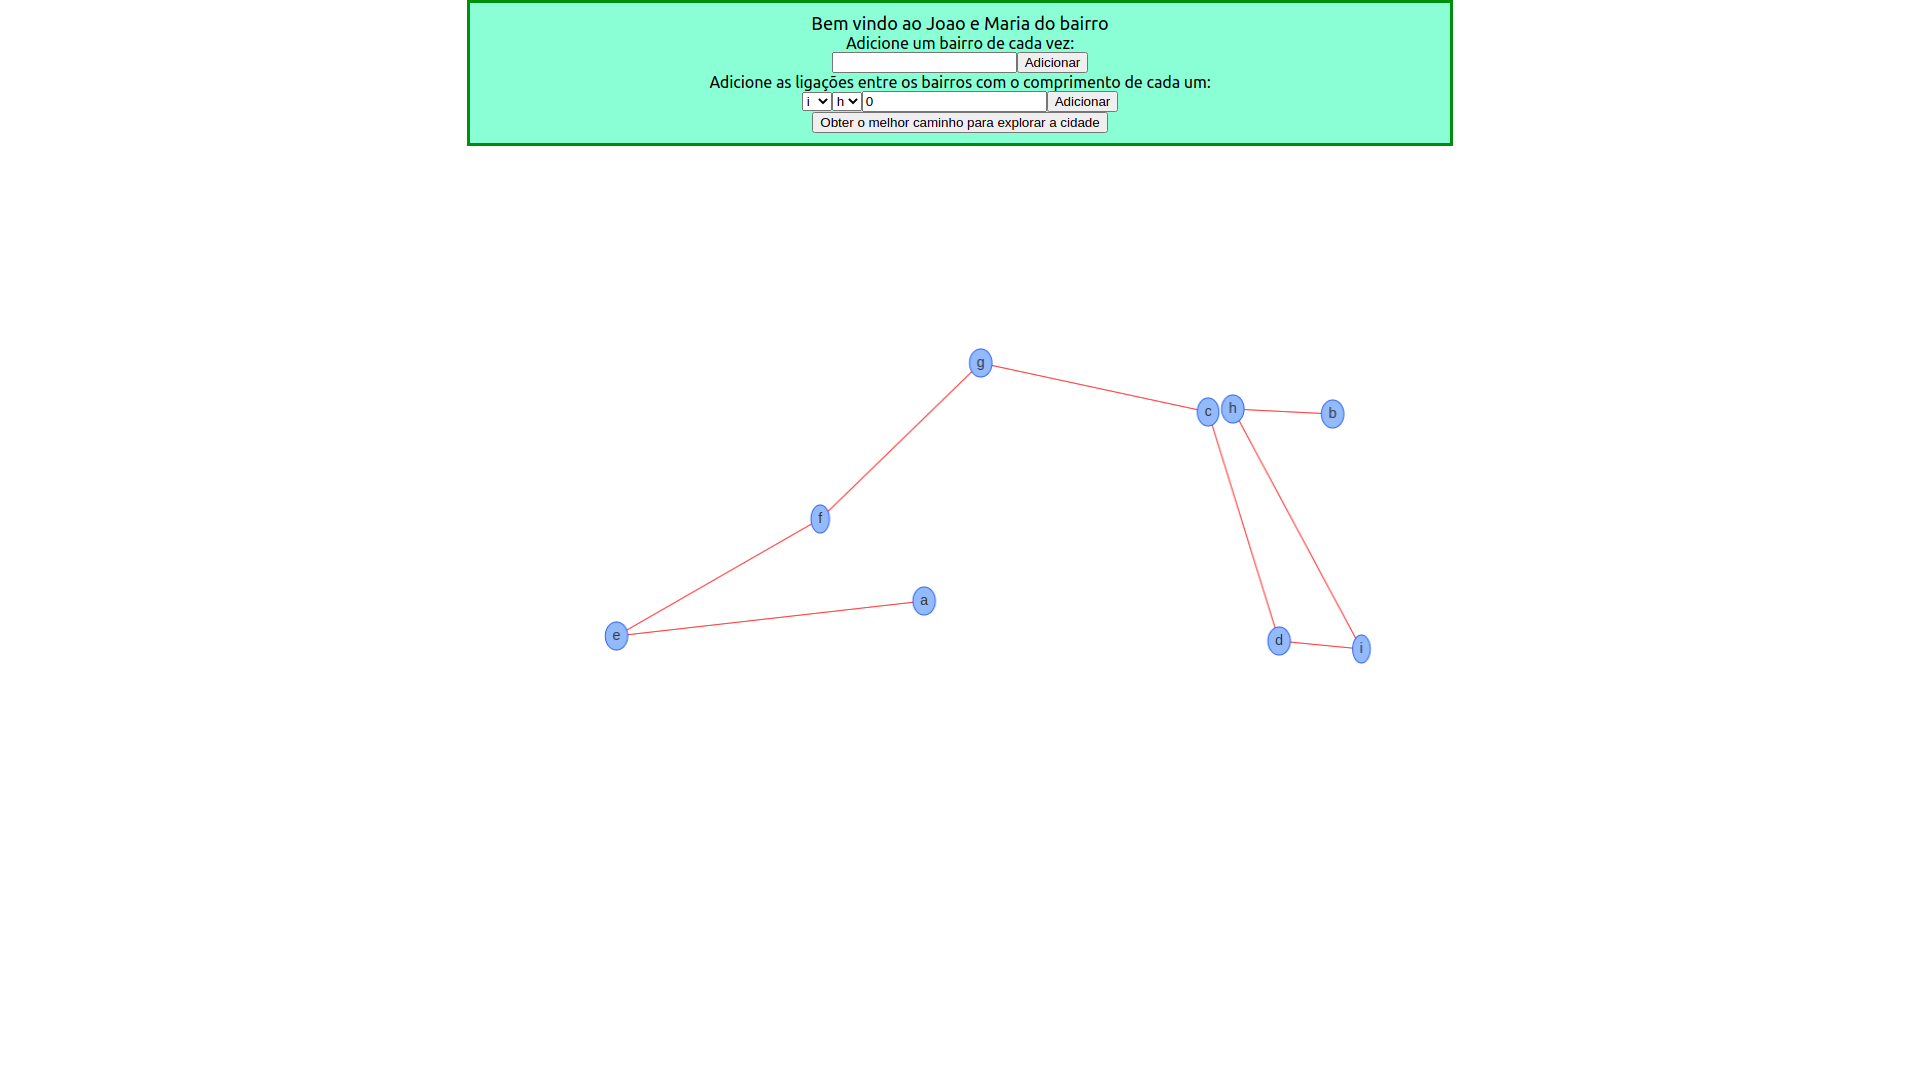 Bem vindo ao Joao e Maria do bairro
Adicione um bairro de cada vez:
Adicionar
Adicione as ligações entre os bairros com o comprimento de cada um:
i h 0 Adicionar
Obter o melhor caminho para explorar a cidade
g
c h b
f
a
e d i